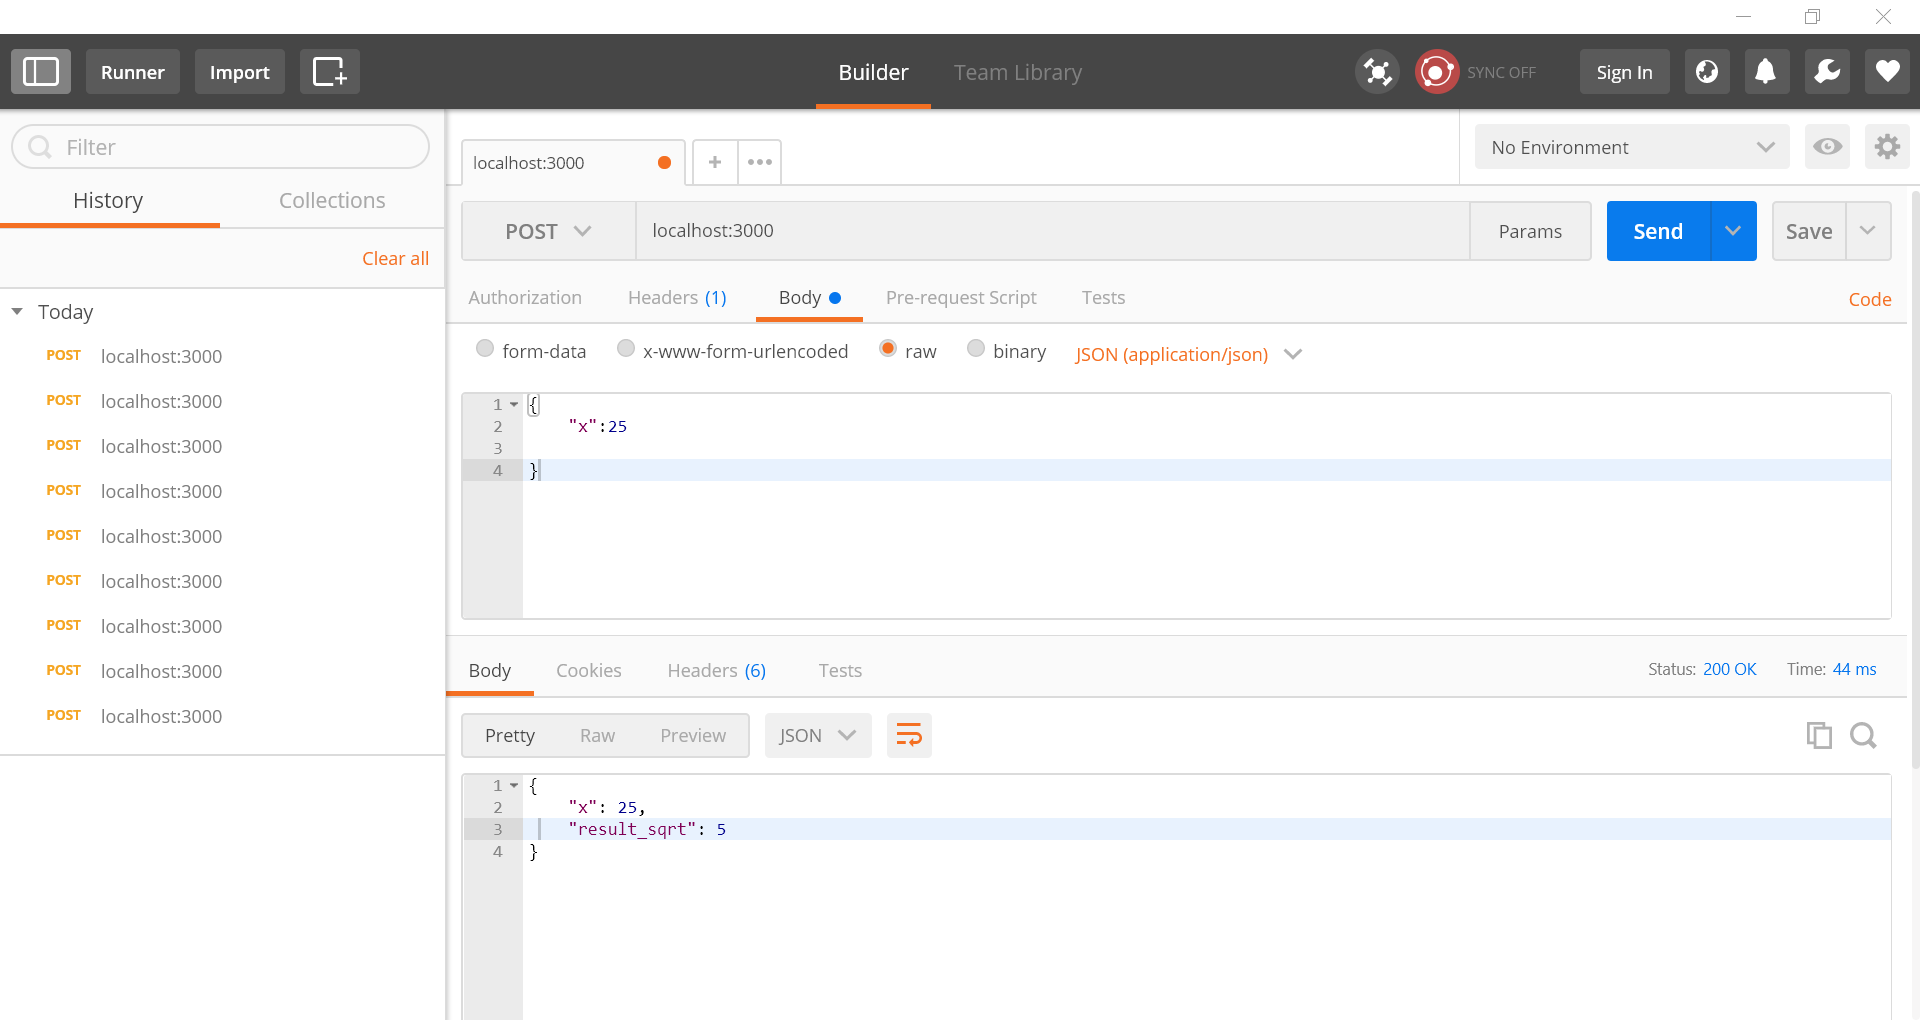 Runner Import Builder Team Library SYNC OFF Sign In
Filter
History Collections
Clear all
Today
POST localhost:3000
POST localhost:3000
POST localhost:3000
POST localhost:3000
POST localhost:3000
POST localhost:3000
POST localhost:3000
POST localhost:3000
POST localhost:3000
localhost:3000 + ••• No Environment
POST localhost:3000 Params Send Save
Authorization Headers (1) Body Pre-request Script Tests Code
form-data x-www-form-urlencoded raw binary JSON (application/json)
1 {
2 "x":25
3
4 }
Body Cookies Headers (6) Tests Status: 200 OK Time: 44 ms
Pretty Raw Preview JSON
1 {
2 "x": 25,
3 "result_sqrt": 5
4 }